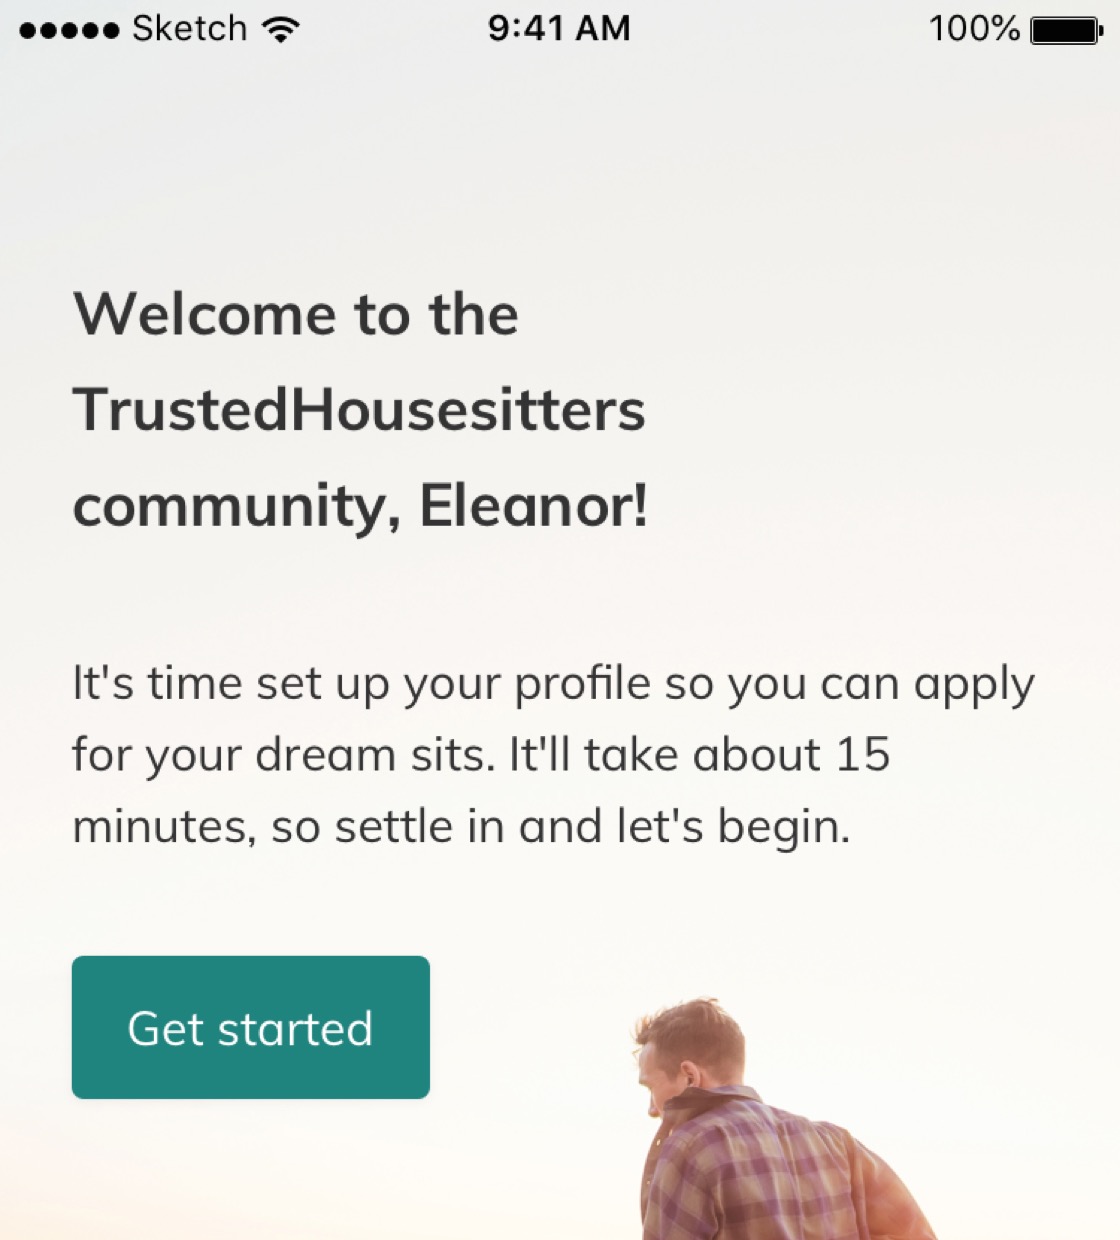 Sketch 9:41 AM 100%
Welcome to the
TrustedHousesitters
community, Eleanor!
It's time set up your profile so you can apply
for your dream sits. It'll take about 15
minutes, so settle in and let's begin.
Get started